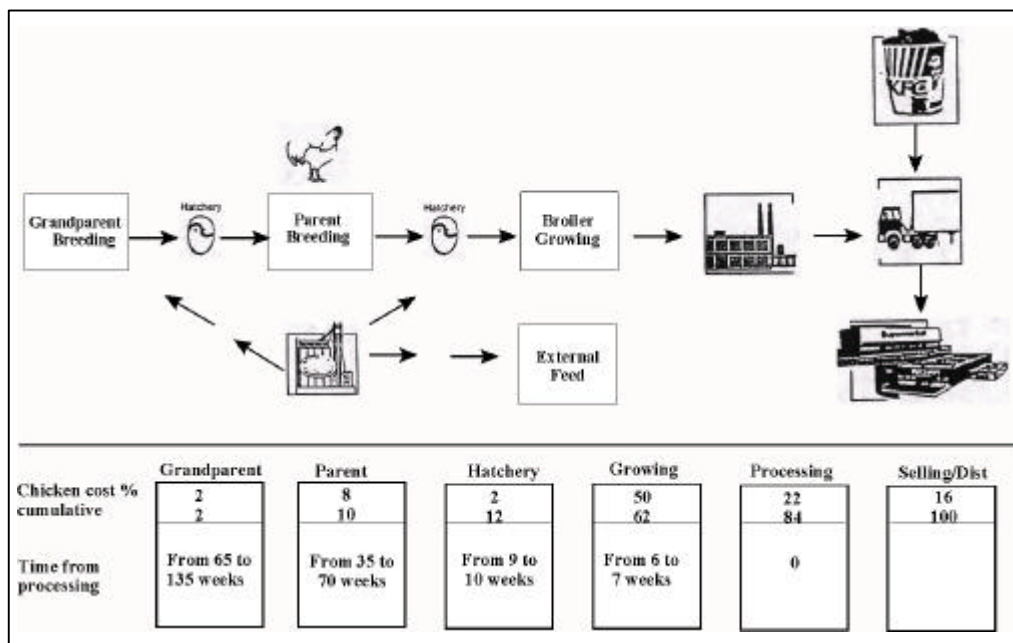 KFC
Hatchery
Hatchery
Grandparent
Breeding
Parent
Breeding
Broiler
Growing
Supermarket
External
Feed
Grandparent
Parent
Hatchery
Growing
Processing
Selling/Dist
Chicken cost %
2
8
2
50
22
16
cumulative
2
10
12
62
84
100
Time from
processing
From 65 to
135 weeks
From 35 to
70 weeks
From 9 to
10 weeks
From 6 to
7 weeks
0